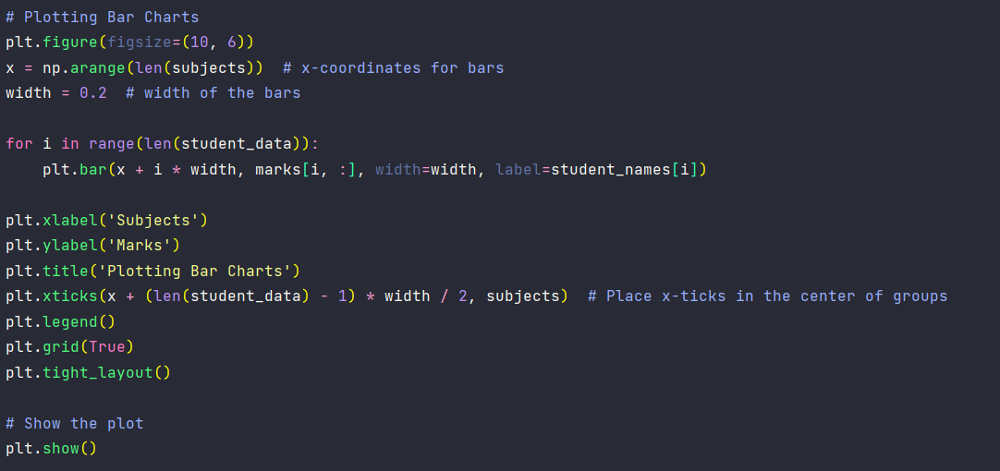 # Plotting Bar Charts
plt.figure(figsize=(10, 6))
x = np.arange(len(subjects))  # x-coordinates for bars
width = 0.2  # width of the bars

for i in range(len(student_data)):
    plt.bar(x + i * width, marks[i, :], width=width, label=student_names[i])

plt.xlabel('Subjects')
plt.ylabel('Marks')
plt.title('Plotting Bar Charts')
plt.xticks(x + (len(student_data) - 1) * width / 2, subjects)  # Place x-ticks in the center of groups
plt.legend()
plt.grid(True)
plt.tight_layout()

# Show the plot
plt.show()